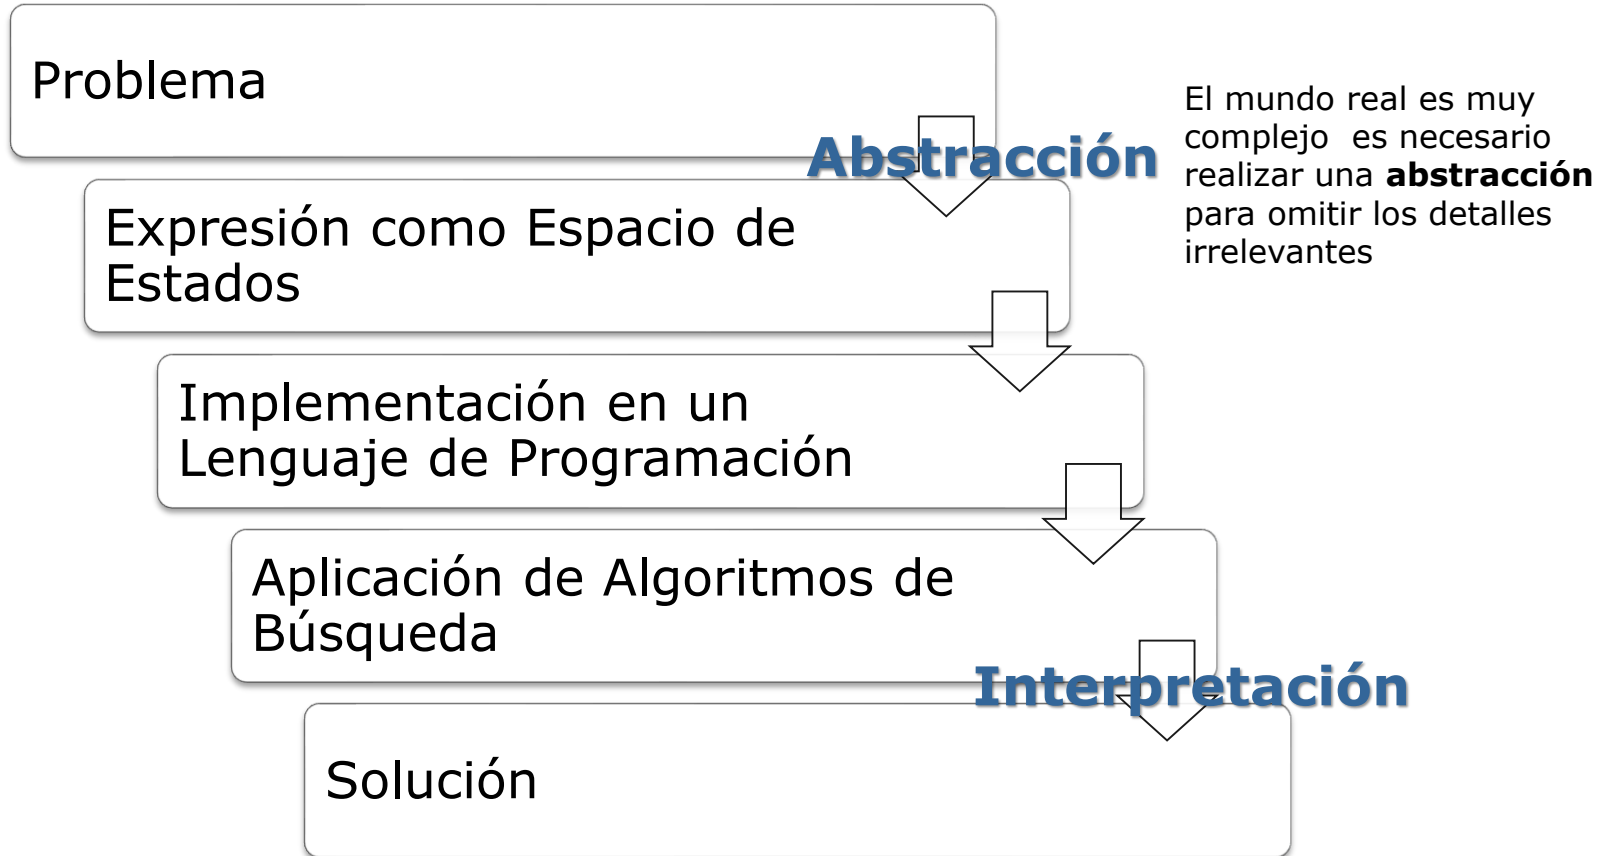 Problema
Abstracción
El mundo real es muy
complejo es necesario
realizar una abstracción
para omitir los detalles
irrelevantes
Expresión como Espacio de
Estados
Implementación en un
Lenguaje de Programación
Aplicación de Algoritmos de
Búsqueda
Interpretación
Solución